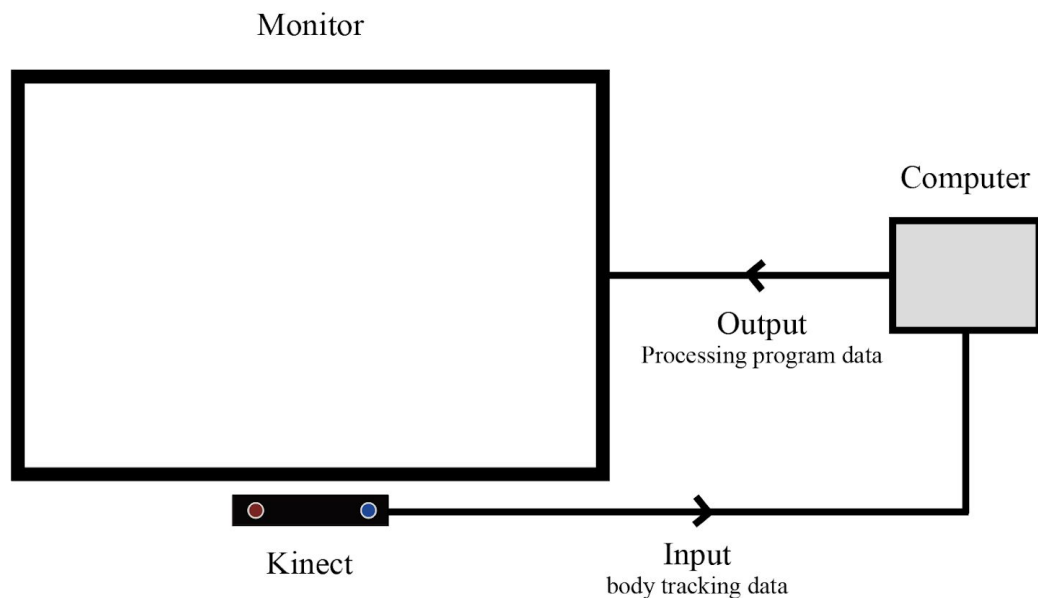 Monitor
Computer
Output
Processing program data
Kinect
Input
body tracking data